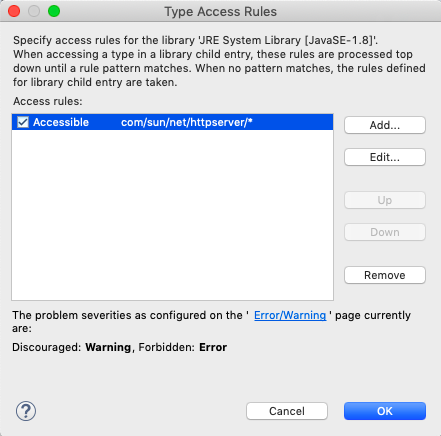 Type Access Rules
Specify access rules for the library 'JRE System Library [JavaSE-1.8]'.
When accessing a type in a library child entry, these rules are processed top
down until a rule pattern matches. When no pattern matches, the rules defined
for library child entry are taken.
Access rules:
Accessible com/sun/net/httpserver/*
Add...
Edit...
Up
Down
Remove
The problem severities as configured on the ' Error/Warning ' page currently
are:
Discouraged: Warning, Forbidden: Error
?
Cancel
OK